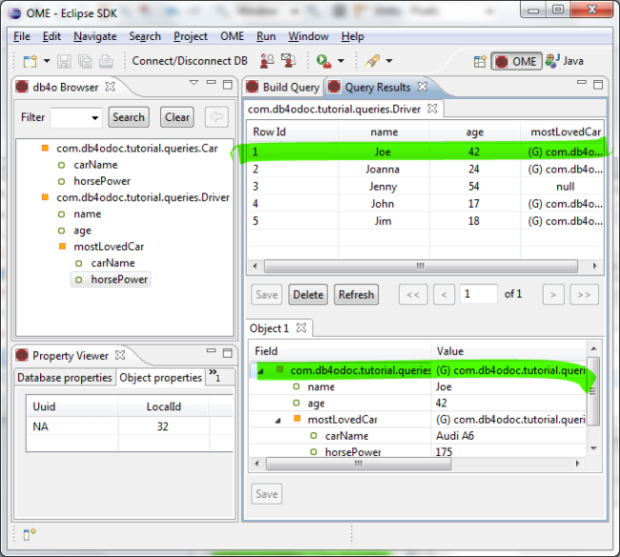 OME - Eclipse SDK
File Edit Navigate Search Project OME Run Window Help
Connect/Disconnect DB OME Java
db4o Browser
Filter Search Clear
com.db4odoc.tutorial.queries.Car
carName
horsePower
com.db4odoc.tutorial.queries.Driver
name
age
mostLovedCar
carName
horsePower
Property Viewer
Database properties Object properties »1
Uuid LocalId
NA 32
Build Query Query Results
com.db4odoc.tutorial.queries.Driver
Row Id name age mostLovedCar
1 Joe 42 (G) com.db4o...
2 Joanna 24 (G) com.db4o...
3 Jenny 54 null
4 John 17 (G) com.db4o...
5 Jim 18 (G) com.db4o...
Save Delete Refresh << < 1 of 1 > >>
Object 1
Field Value
com.db4odoc.tutorial.queries (G) com.db4odoc.tutorial.queri
name Joe
age 42
mostLovedCar (G) com.db4odoc.tutorial.queri
carName Audi A6
horsePower 175
Save